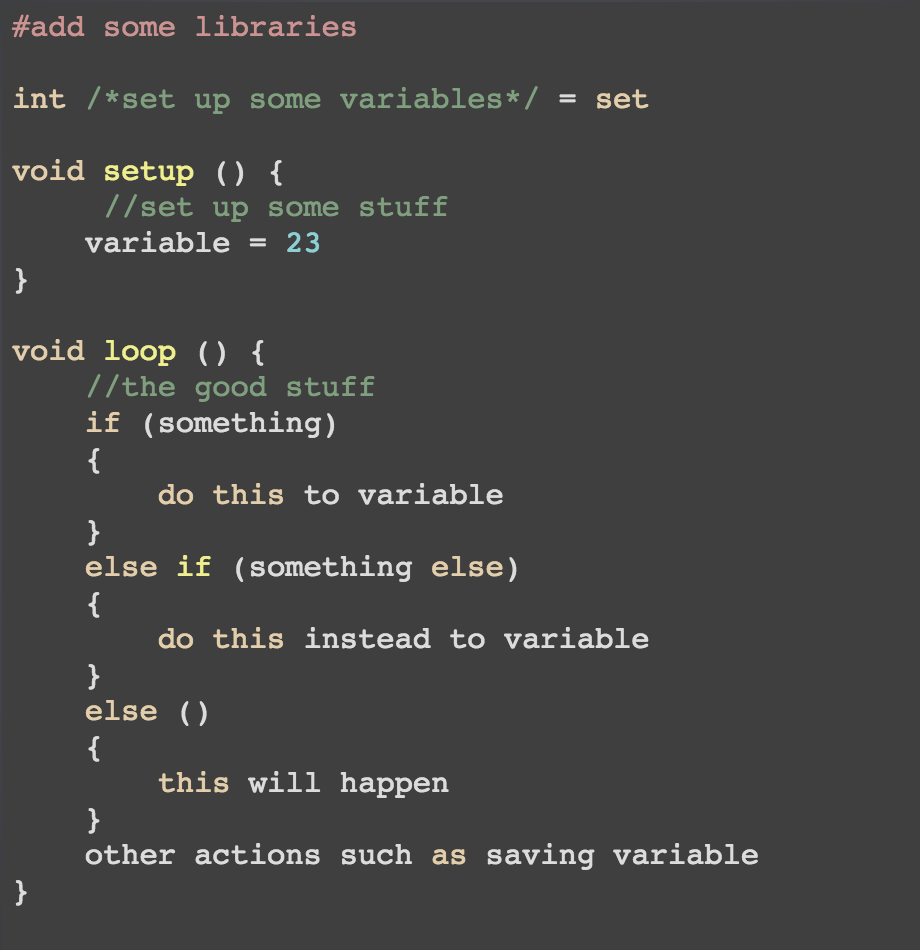 #add some libraries
int /*set up some variables*/ = set
void setup () {
//set up some stuff
variable = 23
}
void loop () {
//the good stuff
if (something)
{
do this to variable
}
else if (something else)
{
do this instead to variable
}
else ()
{
this will happen
}
other actions such as saving variable
}